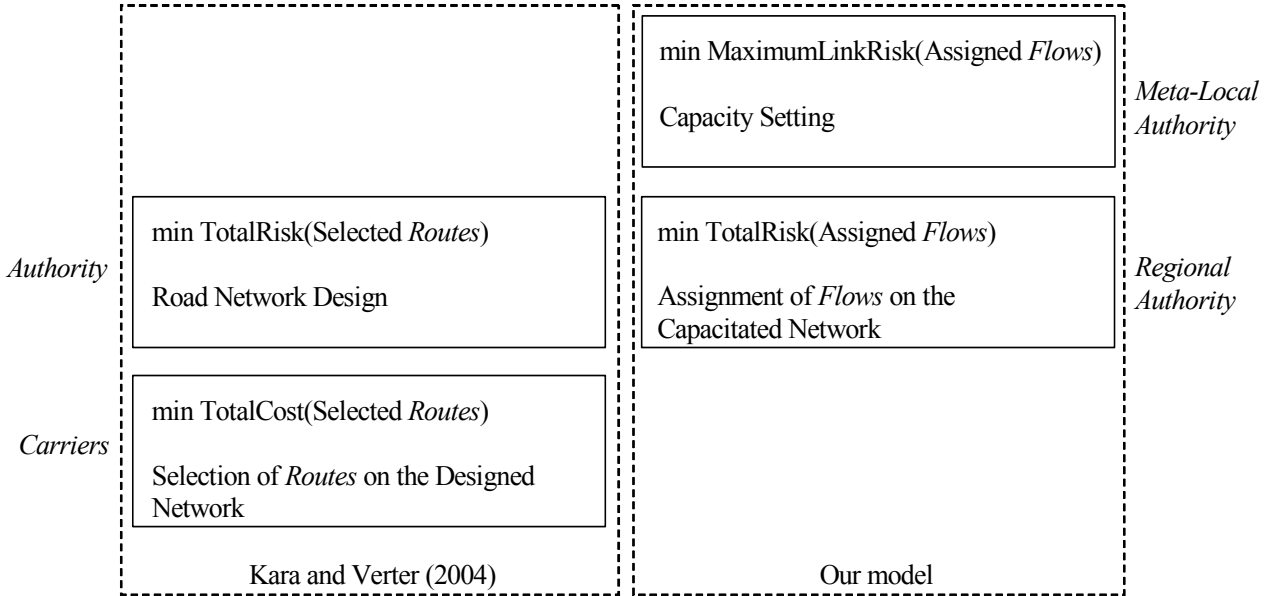 Authority
Carriers
min TotalRisk(Selected Routes)
Road Network Design
min TotalCost(Selected Routes)
Selection of Routes on the Designed
Network
Kara and Verter (2004)
min MaximumLinkRisk(Assigned Flows)
Capacity Setting
min TotalRisk(Assigned Flows)
Assignment of Flows on the
Capacitated Network
Our model
Meta-Local
Authority
Regional
Authority